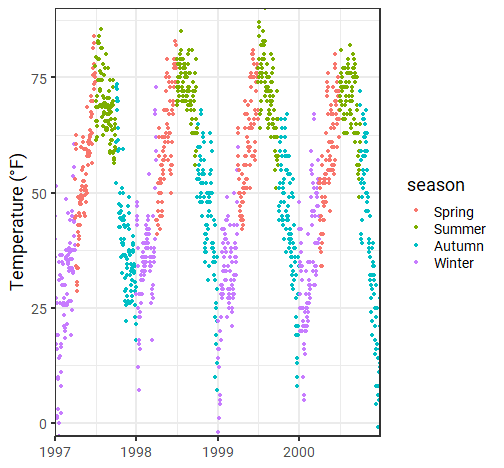 Temperature (°F)
75
50
25
0
1997
1998
1999
2000
season
Spring
Summer
Autumn
Winter